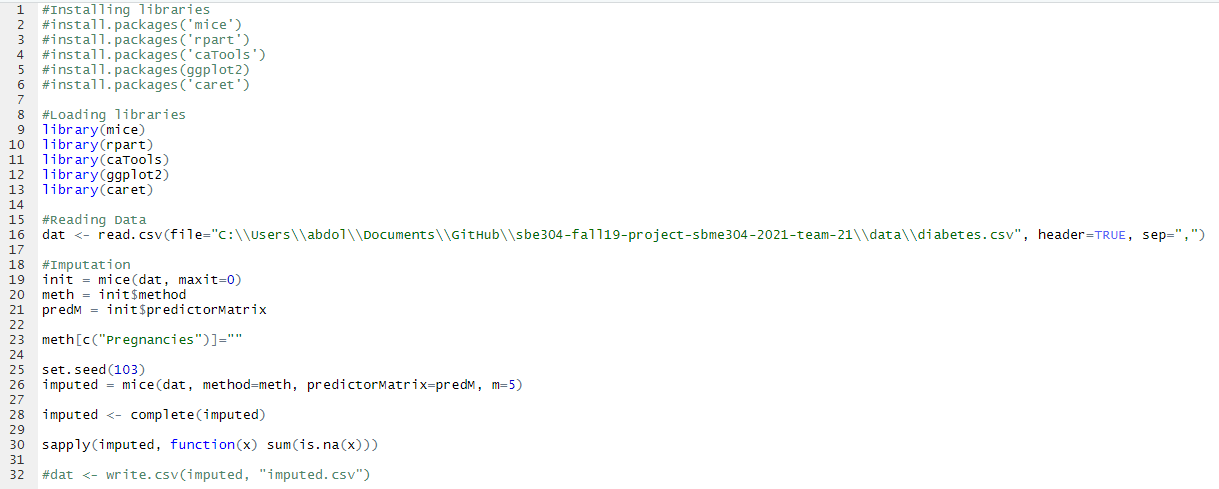 1 #Installing libraries
2 #install.packages('mice')
3 #install.packages('rpart')
4 #install.packages('caTools')
5 #install.packages(ggplot2)
6 #install.packages('caret')
7
8 #Loading libraries
9 library(mice)
10 library(rpart)
11 library(caTools)
12 library(ggplot2)
13 library(caret)
14
15 #Reading Data
16 dat <- read.csv(file="C:\\Users\\abdol\\Documents\\GitHub\\sbe304-fall19-project-sbme304-2021-team-21\\data\\diabetes.csv", header=TRUE, sep=",")
17
18 #Imputation
19 init = mice(dat, maxit=0)
20 meth = init$method
21 predM = init$predictorMatrix
22
23 meth[c("Pregnancies")]=""
24
25 set.seed(103)
26 imputed = mice(dat, method=meth, predictorMatrix=predM, m=5)
27
28 imputed <- complete(imputed)
29
30 sapply(imputed, function(x) sum(is.na(x)))
31
32 #dat <- write.csv(imputed, "imputed.csv")